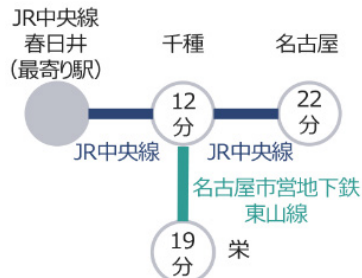 JR中央線
春日井
(最寄り駅)
千種
名古屋
12
分
22
分
JR中央線
JR中央線
名古屋市営地下鉄
東山線
19
分
栄